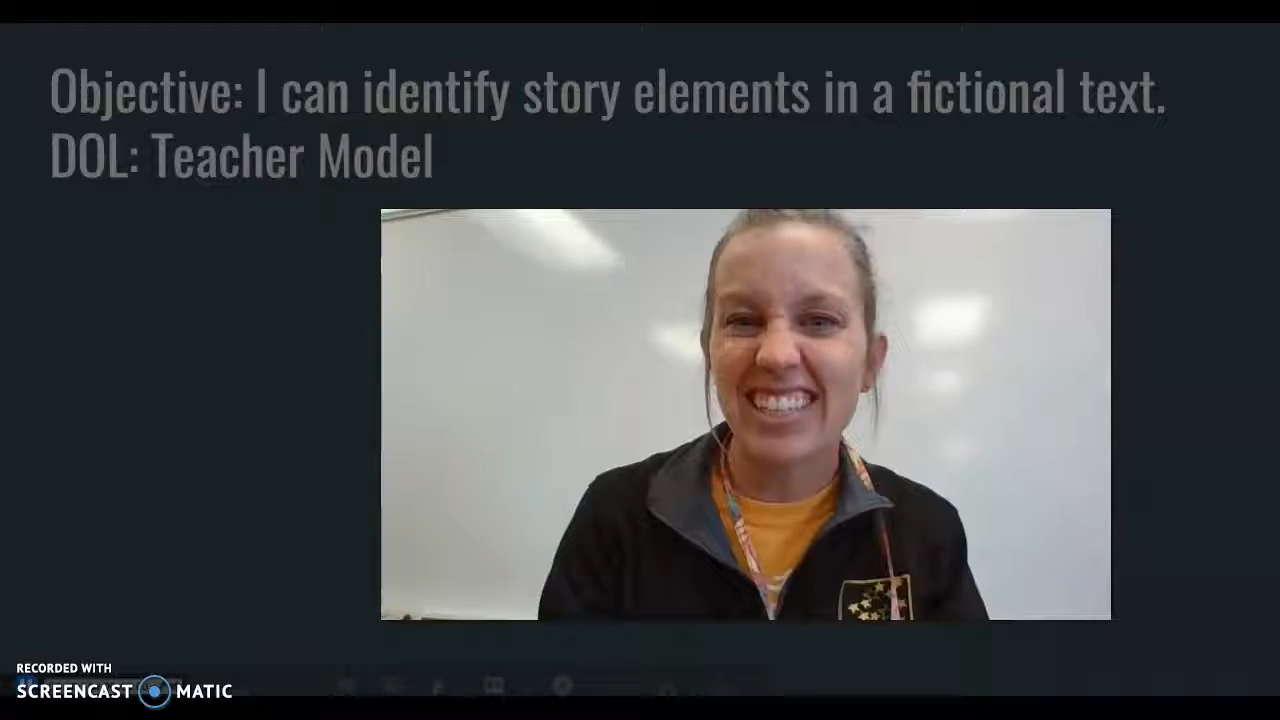 Objective: I can identify story elements in a fictional text.
DOL: Teacher Model
RECORDED WITH
SCREENCAST MATIC